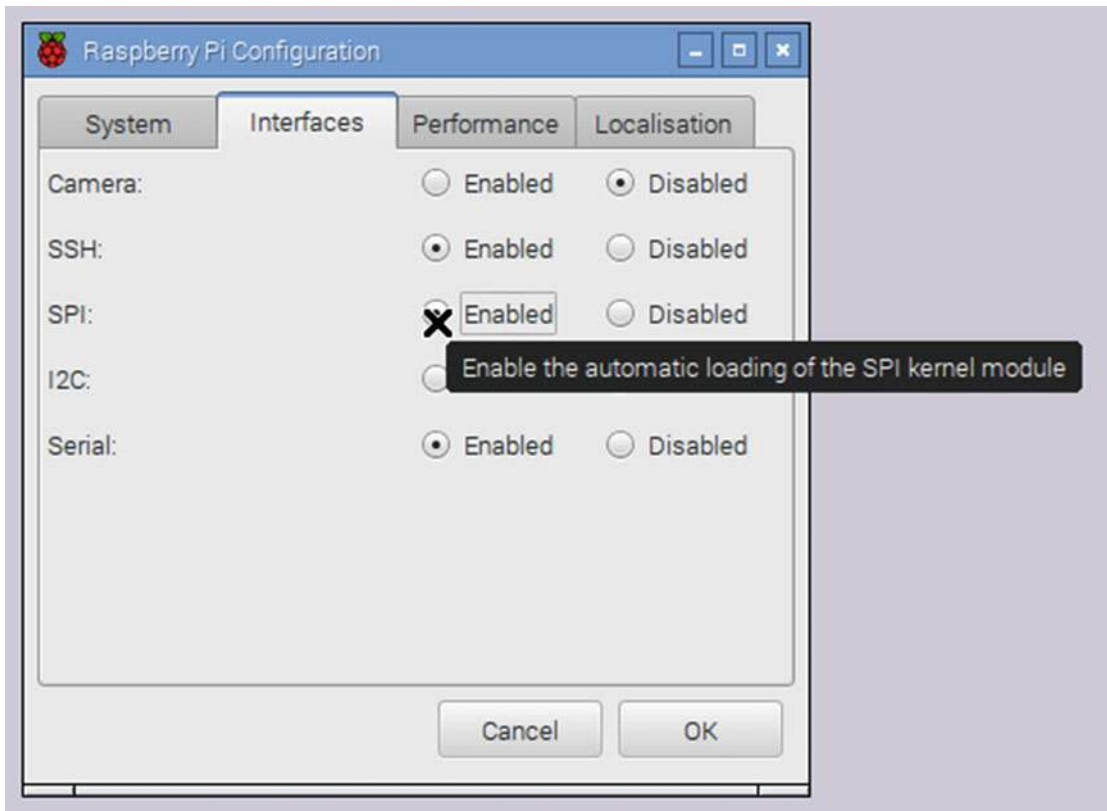 Raspberry Pi Configuration
System Interfaces Performance Localisation
Camera: Enabled Disabled
SSH: Enabled Disabled
SPI: Enabled Disabled
Enable the automatic loading of the SPI kernel module
I2C:
Serial: Enabled Disabled
Cancel OK